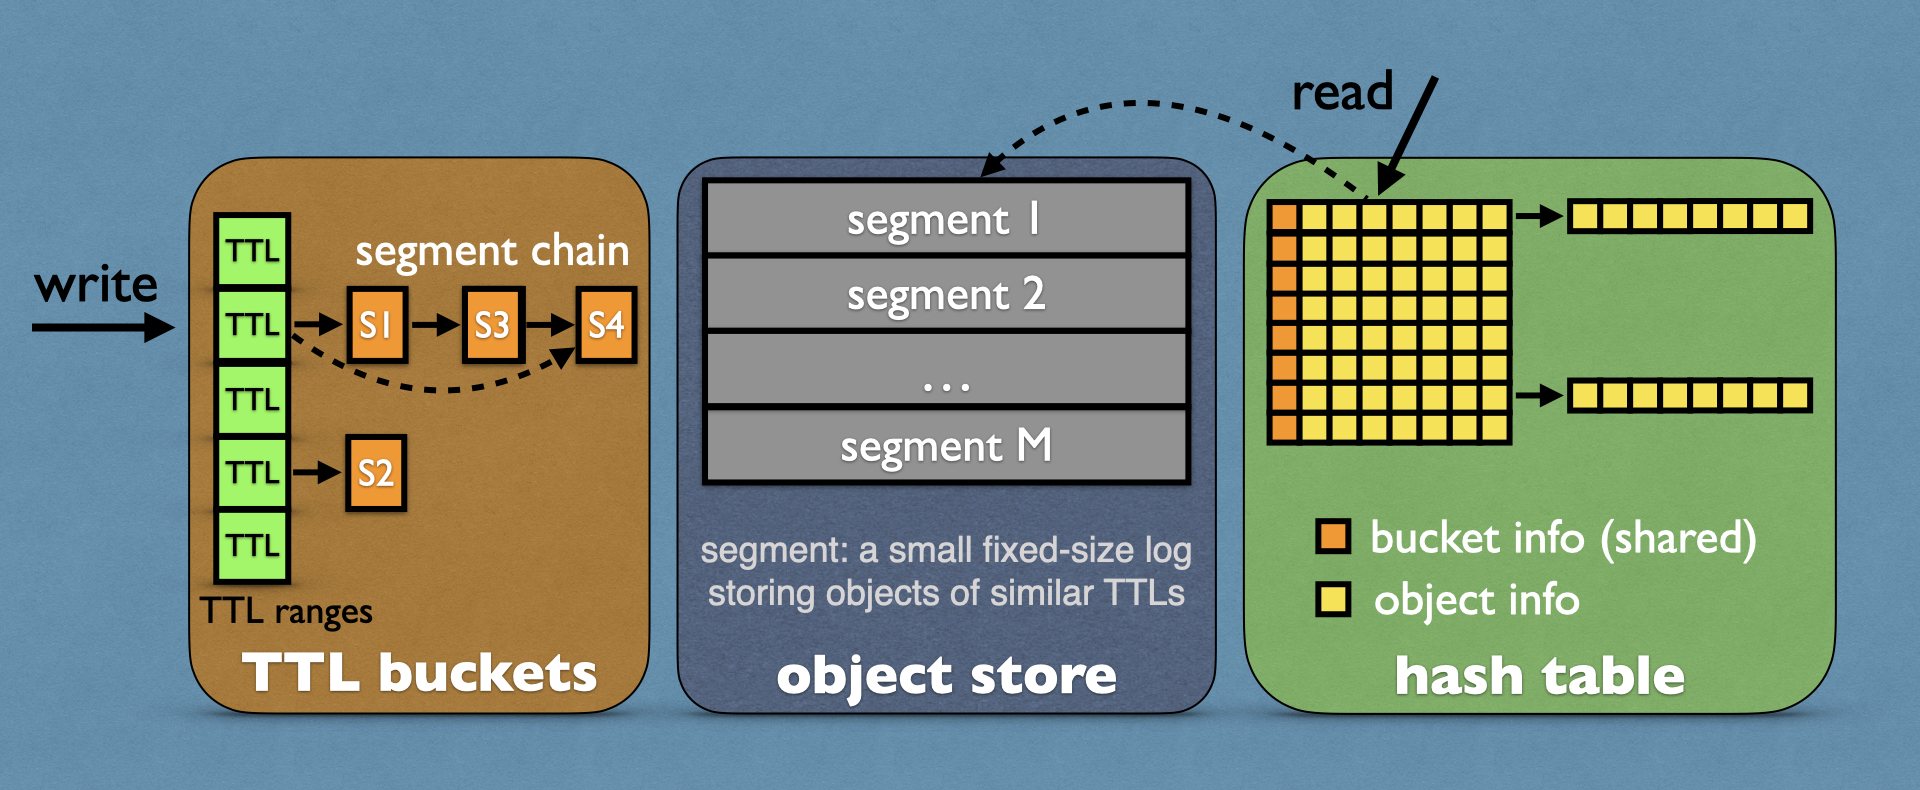 write
TTL
TTL
TTL
TTL
TTL
segment chain
S1
S3
S4
S2
TTL ranges
TTL buckets
segment 1
segment 2
...
segment M
segment: a small fixed-size log
storing objects of similar TTLs
object store
read
bucket info (shared)
object info
hash table